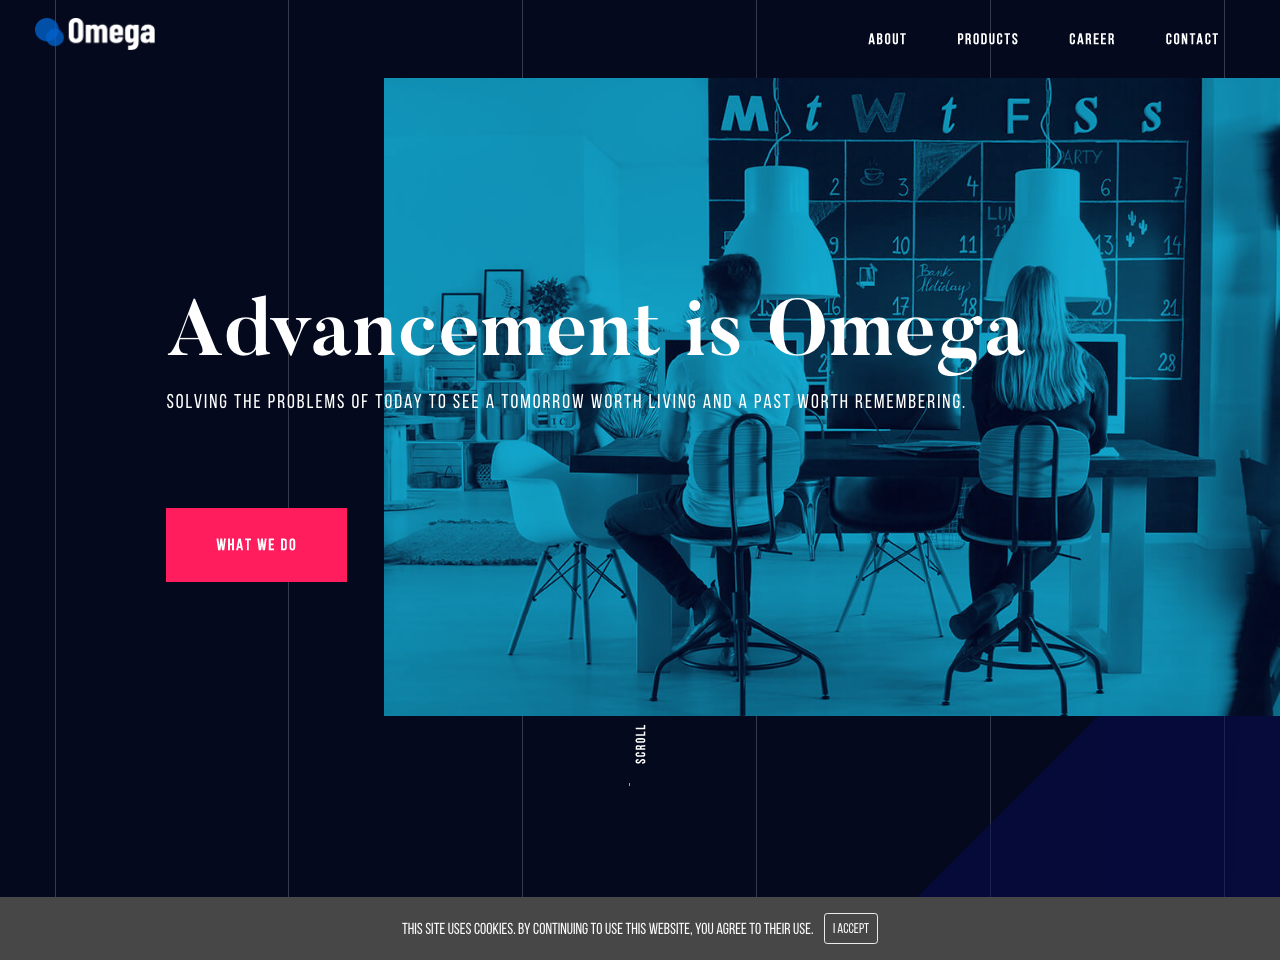 Omega
ABOUT PRODUCTS CAREER CONTACT
M t W t F S s
PARTY
2 3 4 6 7
LUN
11
9 10 11 13 14
Bank
Holiday
16 17 18 20 21
Advancement is Omega
28
SOLVING THE PROBLEMS OF TODAY TO SEE A TOMORROW WORTH LIVING AND A PAST WORTH REMEMBERING.
WHAT WE DO
SCROLL
THIS SITE USES COOKIES. BY CONTINUING TO USE THIS WEBSITE, YOU AGREE TO THEIR USE. I ACCEPT